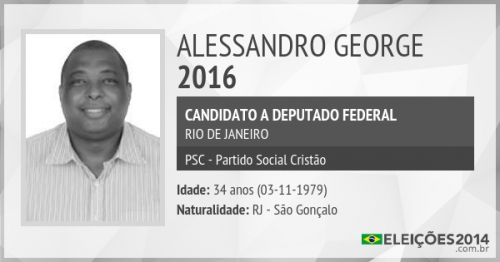 ALESSANDRO GEORGE
2016
CANDIDATO A DEPUTADO FEDERAL
RIO DE JANEIRO
PSC - Partido Social Cristão
Idade: 34 anos (03-11-1979)
Naturalidade: RJ - São Gonçalo
ELEIÇÕES2014
.com.br